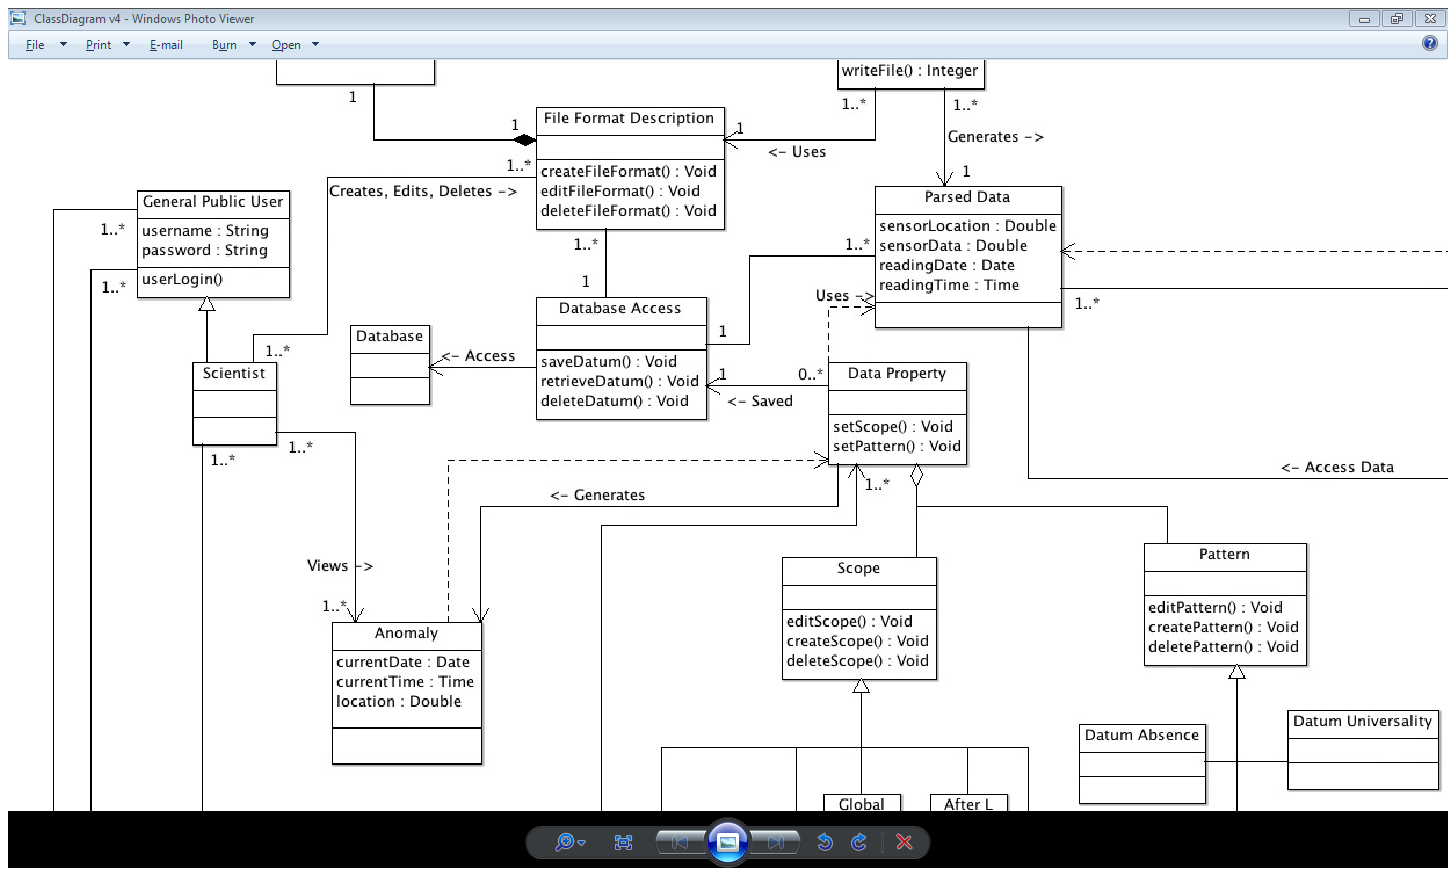 ClassDiagram v4 - Windows Photo Viewer
File Print E-mail Burn Open
writeFile() : Integer
1
1..*
1..*
1
File Format Description
1
Generates ->
<- Uses
1..*
createFileFormat() : Void
editFileFormat() : Void
deleteFileFormat() : Void
Creates, Edits, Deletes ->
1
Parsed Data
sensorLocation : Double
sensorData : Double
readingDate : Date
readingTime : Time
General Public User
username : String
password : String
userLogin()
1..*
1..*
1..*
1
1..*
Uses ->
1..*
Database Access
saveDatum() : Void
retrieveDatum() : Void
deleteDatum() : Void
1
Database
<- Access
1..*
Scientist
1
0..*
<- Saved
Data Property
setScope() : Void
setPattern() : Void
1..*
1..*
<- Access Data
1..*
<- Generates
Views ->
1..*
Scope
editScope() : Void
createScope() : Void
deleteScope() : Void
Pattern
editPattern() : Void
createPattern() : Void
deletePattern() : Void
Anomaly
currentDate : Date
currentTime : Time
location : Double
Datum Absence
Datum Universality
Global
After L